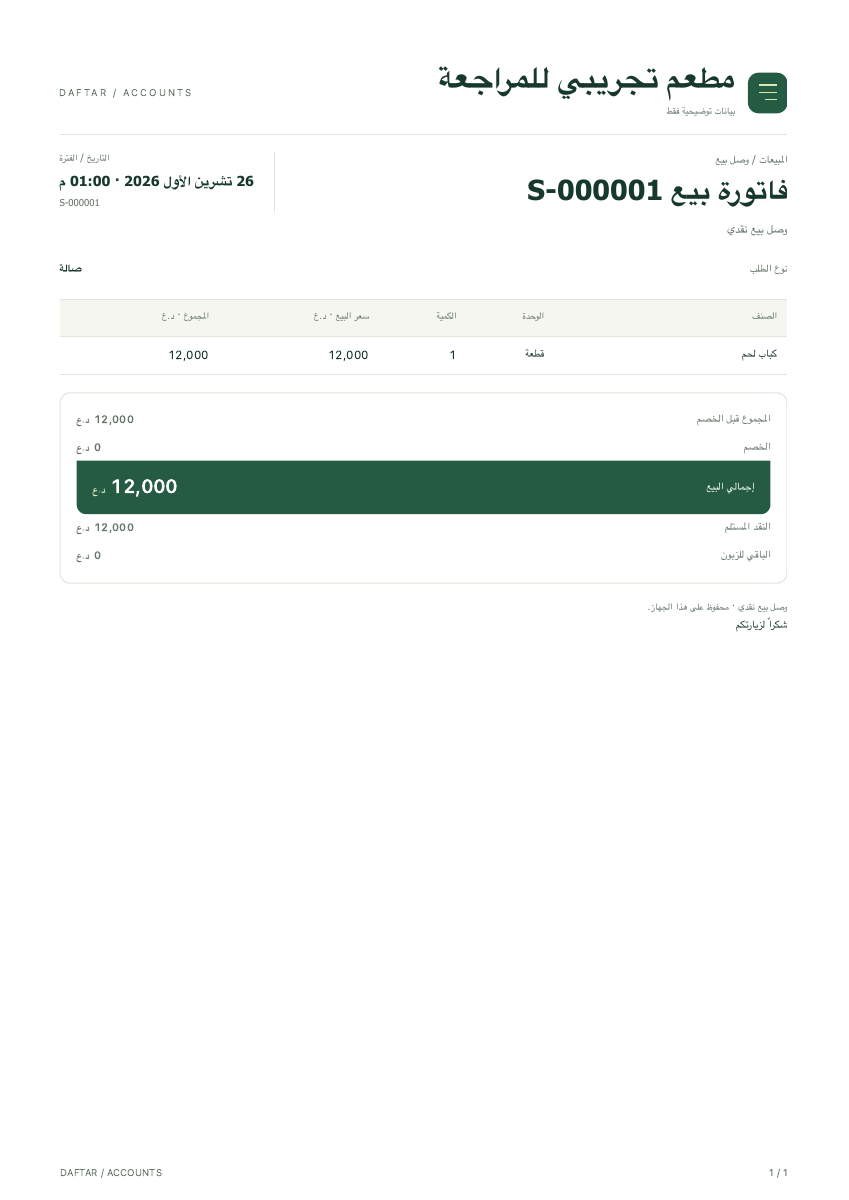 مطعم تجريبي للمراجعة
بيانات توضيحية فقط
DAFTAR / ACCOUNTS
المبيعات / وصل بيع
فاتورة بيع S-000001
وصل بيع نقدي
التاريخ / الفترة
26 تشرين الأول 2026 · 01:00 م
S-000001
نوع الطلب صالة
الصنف الوحدة الكمية سعر البيع · د.ع المجموع · د.ع
كباب لحم قطعة 1 12,000 12,000
المجموع قبل الخصم 12,000 د.ع
الخصم 0 د.ع
إجمالي البيع 12,000 د.ع
النقد المستلم 12,000 د.ع
الباقي للزبون 0 د.ع
وصل بيع نقدي · محفوظ على هذا الجهاز.
شكراً لزيارتكم
DAFTAR / ACCOUNTS 1 / 1